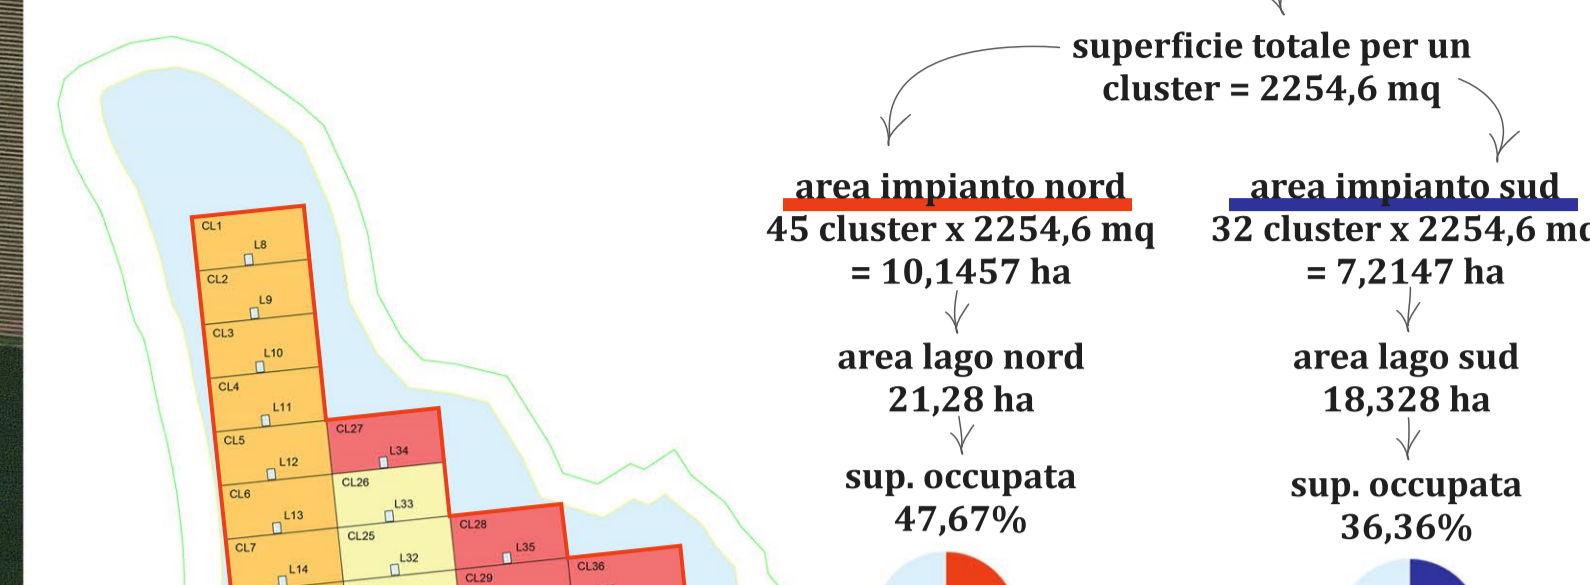 superficie totale per un
cluster = 2254,6 mq
area impianto nord
45 cluster x 2254,6 mq
= 10,1457 ha
area lago nord
21,28 ha
sup. occupata
47,67%
area impianto sud
32 cluster x 2254,6
= 7,2147 ha
area lago sud
18,328 ha
sup. occupata
36,36%
CL1
L8
CL2
L9
CL3
L10
CL4
L11
CL5
L12
CL6
L13
CL7
L14
CL27
L34
CL26
L33
CL25
L32
CL28
L35
CL29
CL36